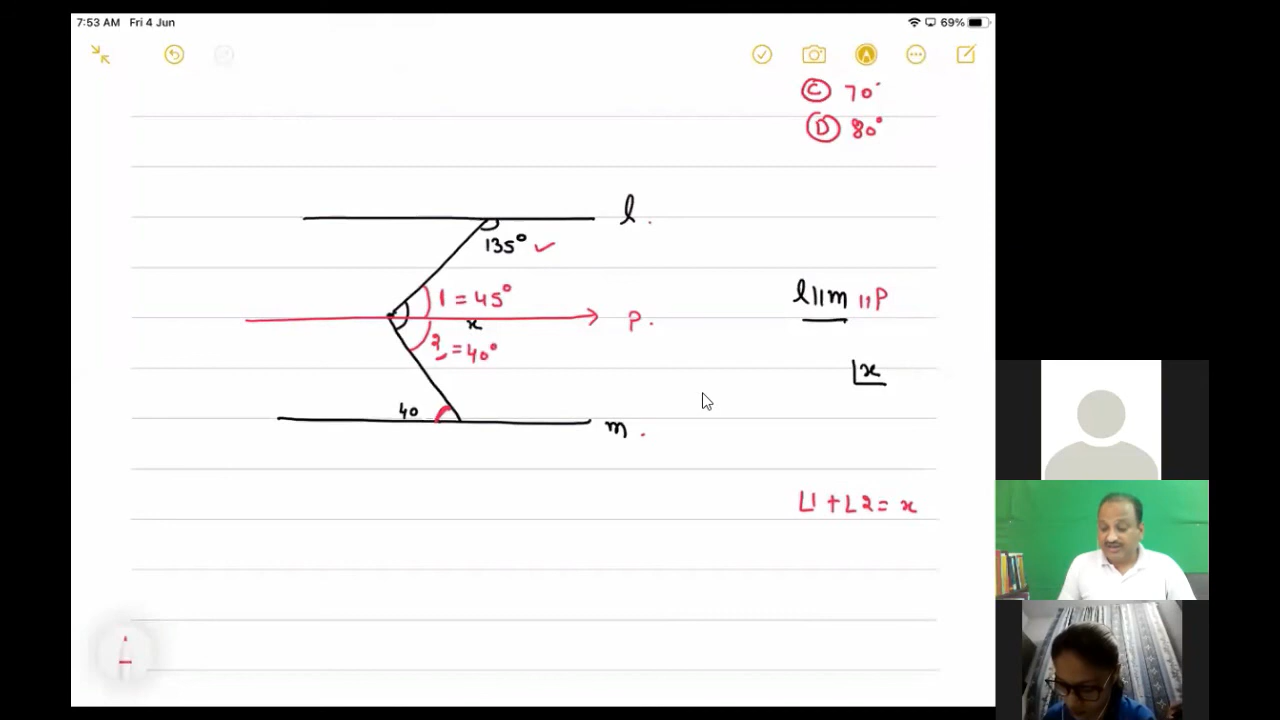 7:53 AM Fri 4 Jun
69%
C 70°
D 80°
l.
135° ✓
1 = 45°
l || m || P
x
P.
2 = 40°
∠x
40
m.
∠1 + ∠2 = x